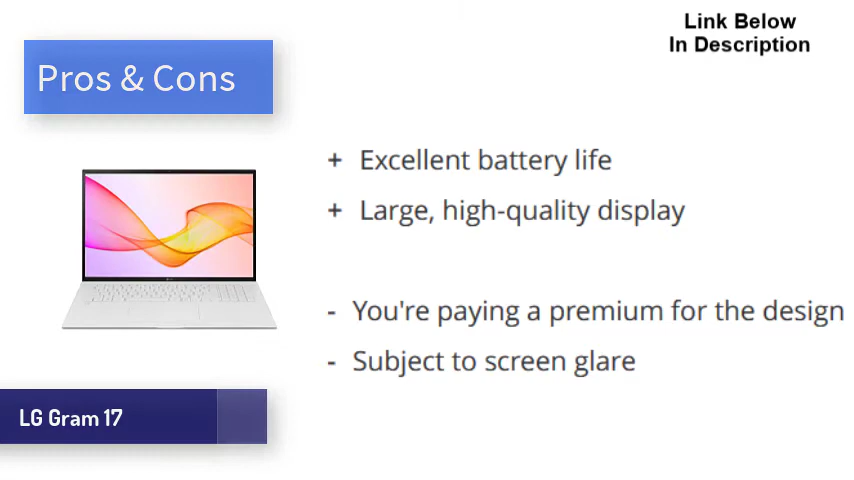 Link Below
In Description
Pros & Cons
+ Excellent battery life
+ Large, high-quality display
- You're paying a premium for the design
- Subject to screen glare
LG Gram 17